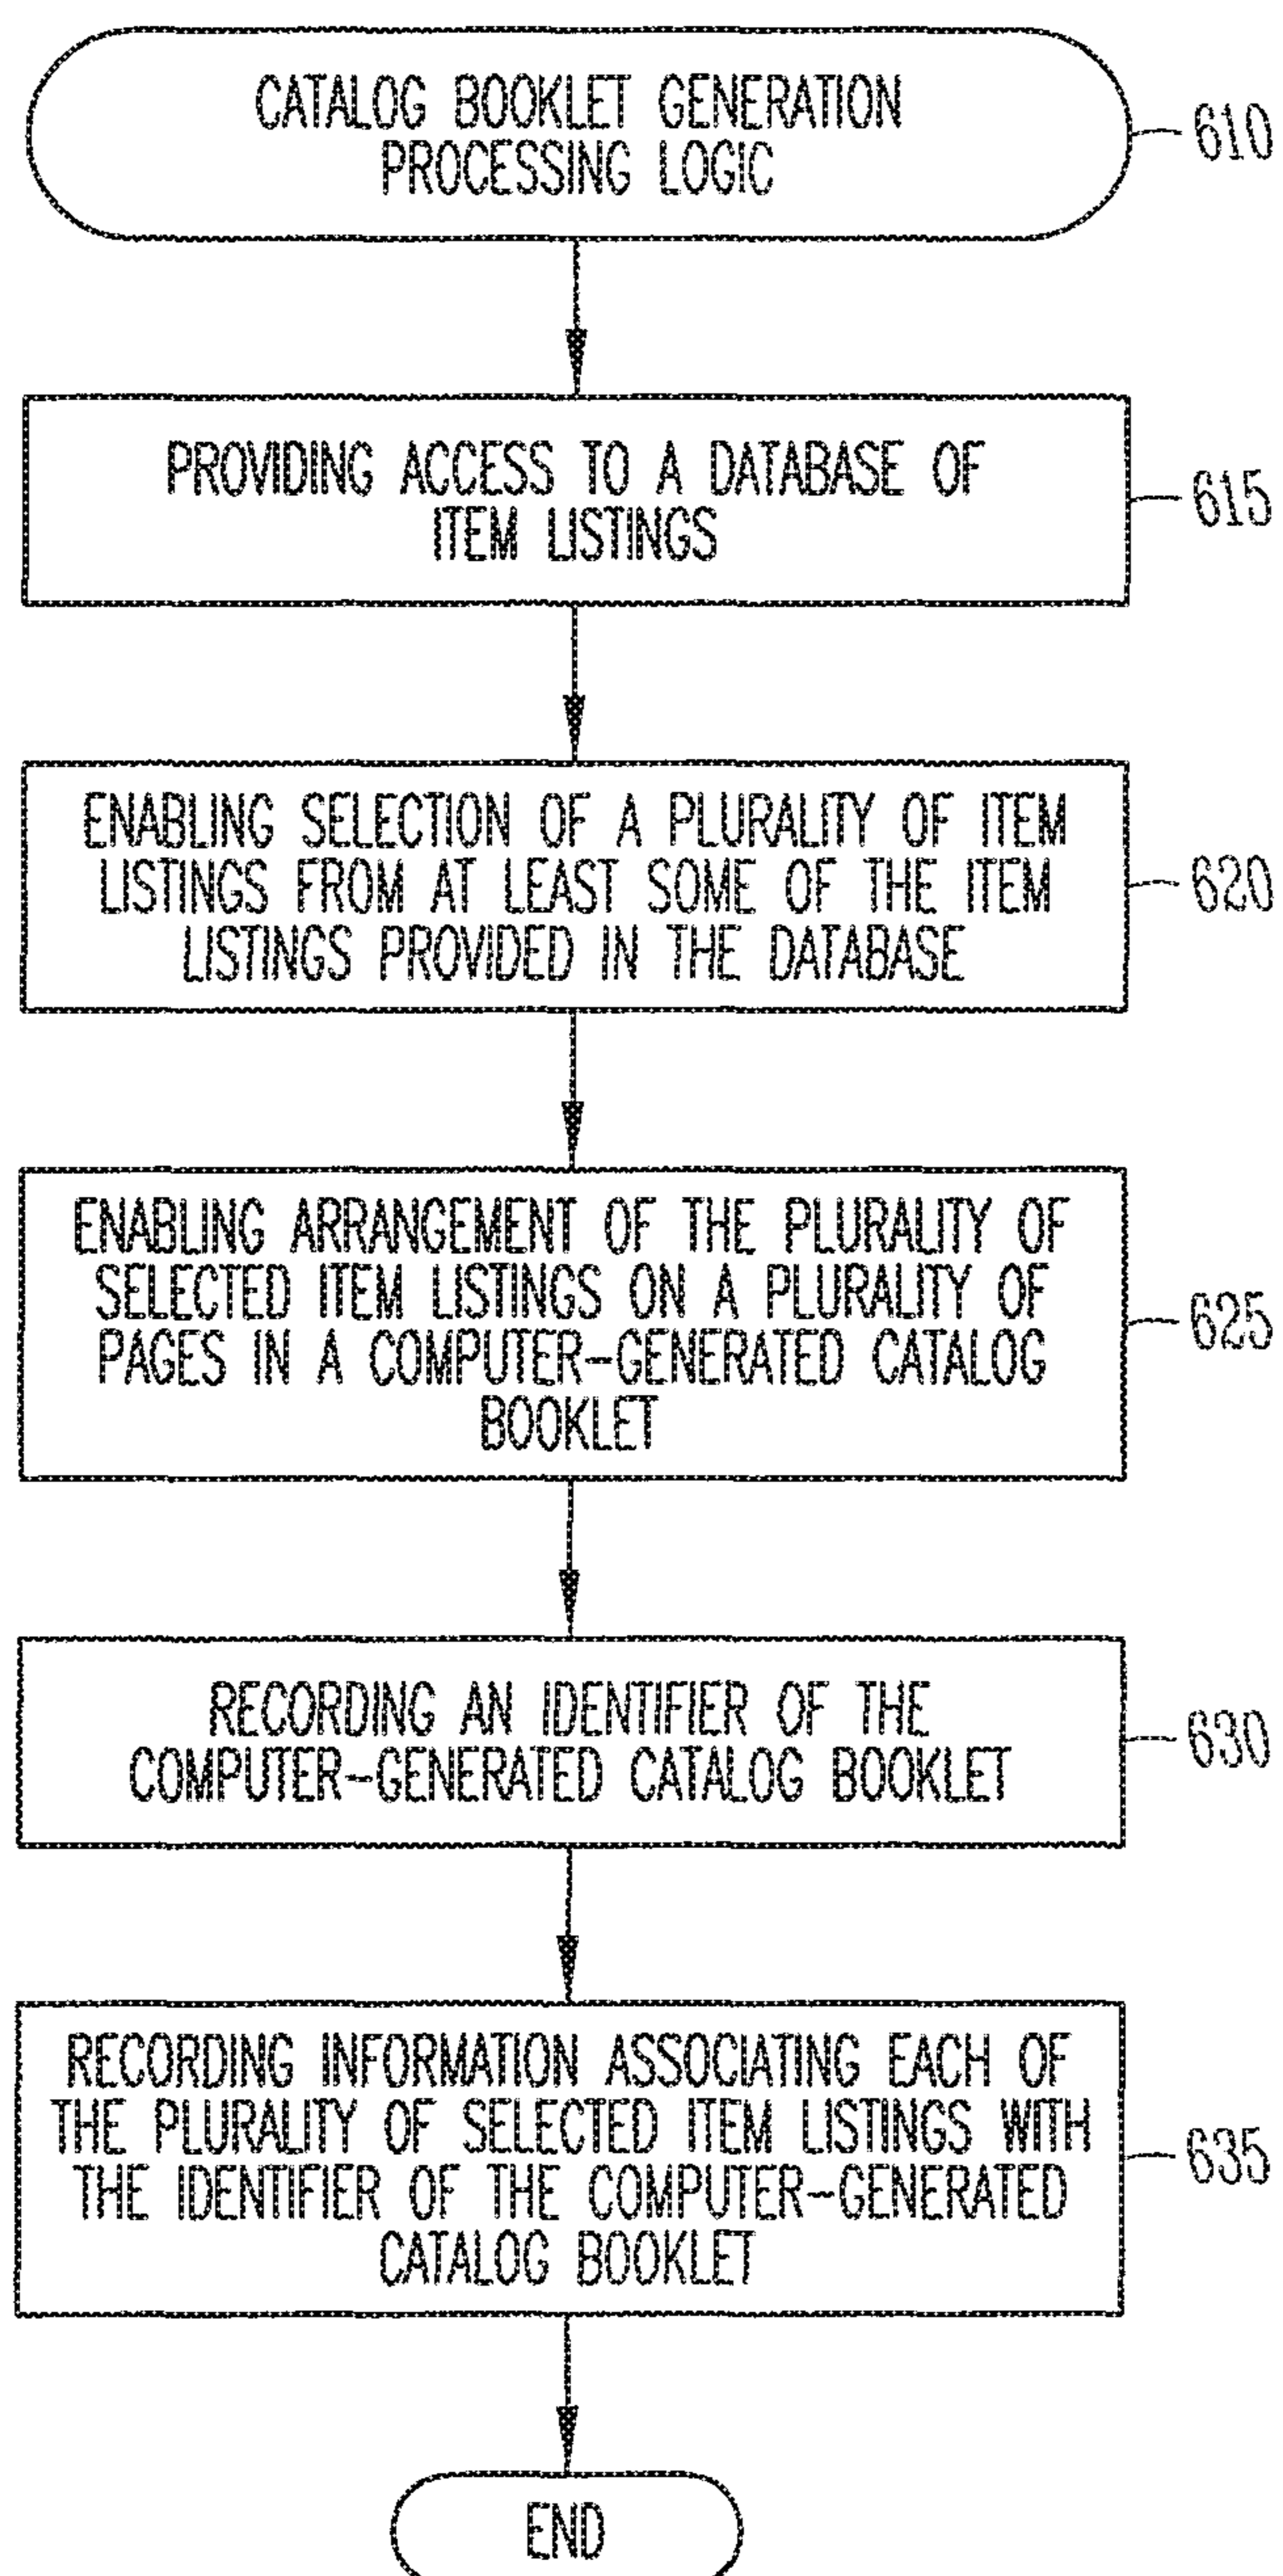 CATALOG BOOKLET GENERATION
PROCESSING LOGIC
610
PROVIDING ACCESS TO A DATABASE OF
ITEM LISTINGS
615
ENABLING SELECTION OF A PLURALITY OF ITEM
LISTINGS FROM AT LEAST SOME OF THE ITEM
LISTINGS PROVIDED IN THE DATABASE
620
ENABLING ARRANGEMENT OF THE PLURALITY OF
SELECTED ITEM LISTINGS ON A PLURALITY OF
PAGES IN A COMPUTER-GENERATED CATALOG
BOOKLET
625
RECORDING AN IDENTIFIER OF THE
COMPUTER-GENERATED CATALOG BOOKLET
630
RECORDING INFORMATION ASSOCIATING EACH OF
THE PLURALITY OF SELECTED ITEM LISTINGS WITH
THE IDENTIFIER OF THE COMPUTER-GENERATED
CATALOG BOOKLET
635
END